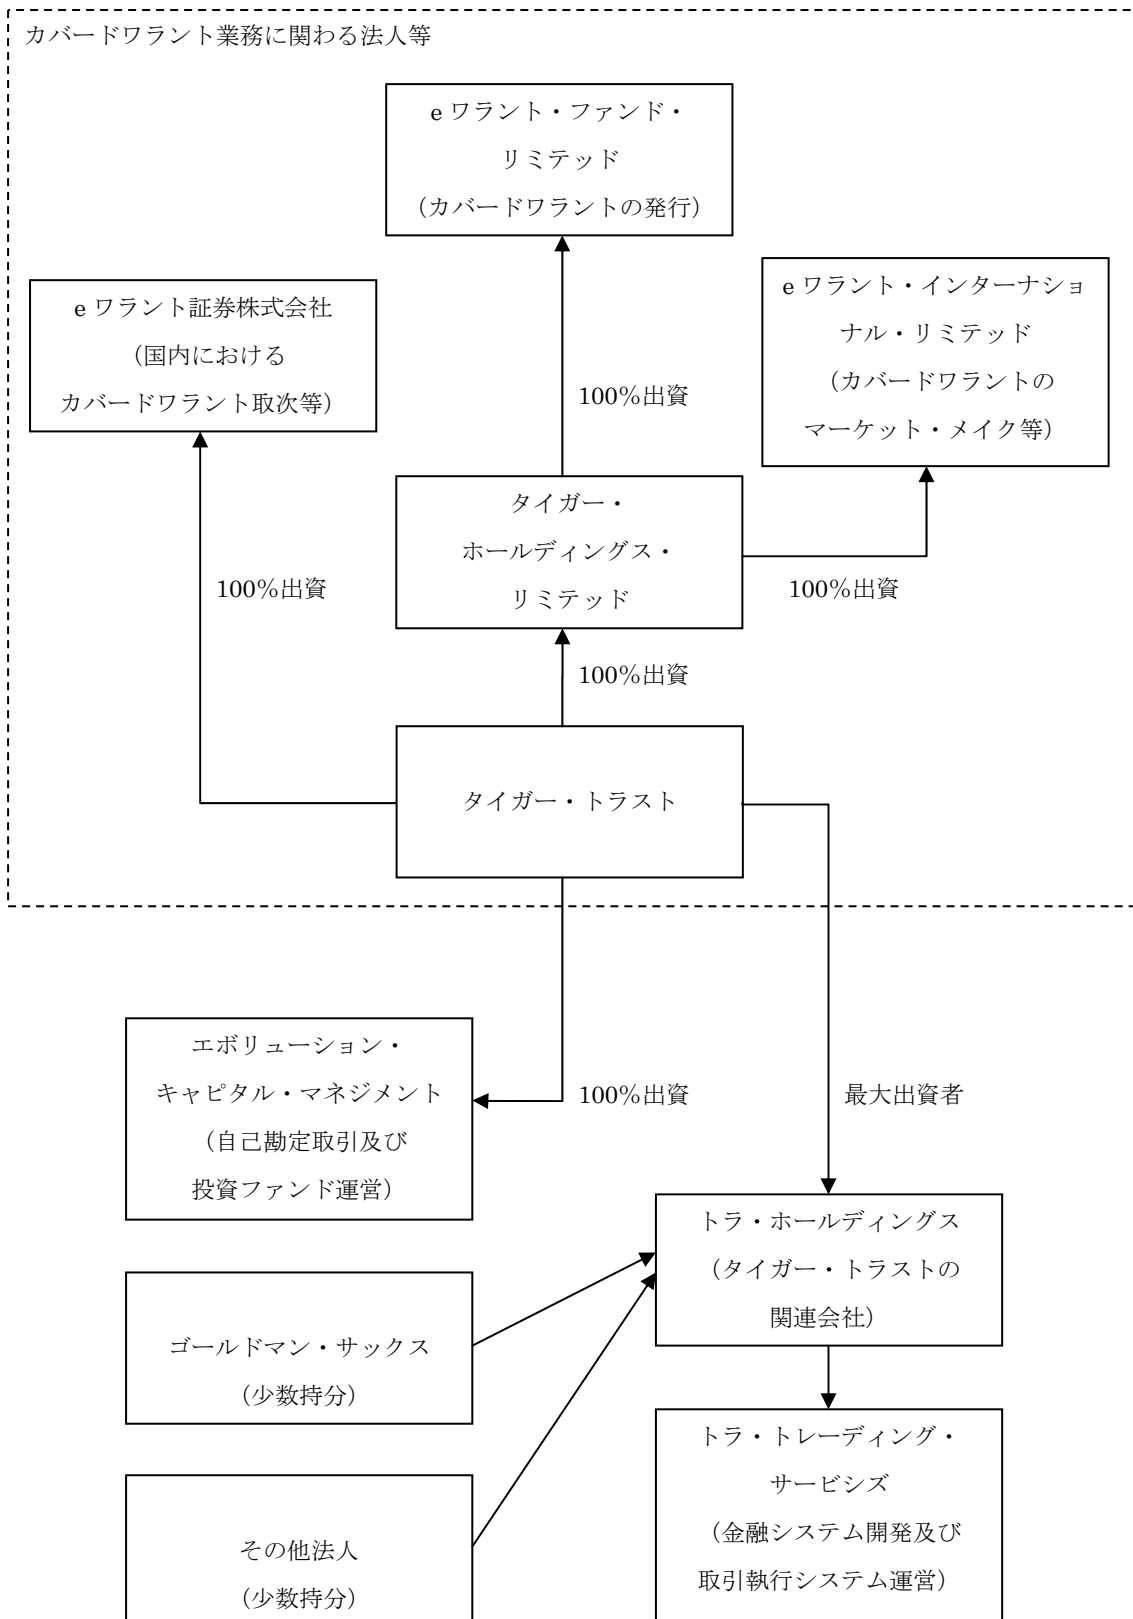 カバードワラント業務に関わる法人等
e ワラント・ファンド・
リミテッド
（カバードワラントの発行）
e ワラント証券株式会社
（国内における
カバードワラント取次等）
e ワラント・インターナショ
ナル・リミテッド
（カバードワラントの
マーケット・メイク等）
100％出資
タイガー・
ホールディングス・
リミテッド
100％出資
100％出資
100％出資
タイガー・トラスト
エボリューション・
キャピタル・マネジメント
（自己勘定取引及び
投資ファンド運営）
100％出資
最大出資者
トラ・ホールディングス
（タイガー・トラストの
関連会社）
ゴールドマン・サックス
（少数持分）
トラ・トレーディング・
サービシズ
（金融システム開発及び
取引執行システム運営）
その他法人
（少数持分）